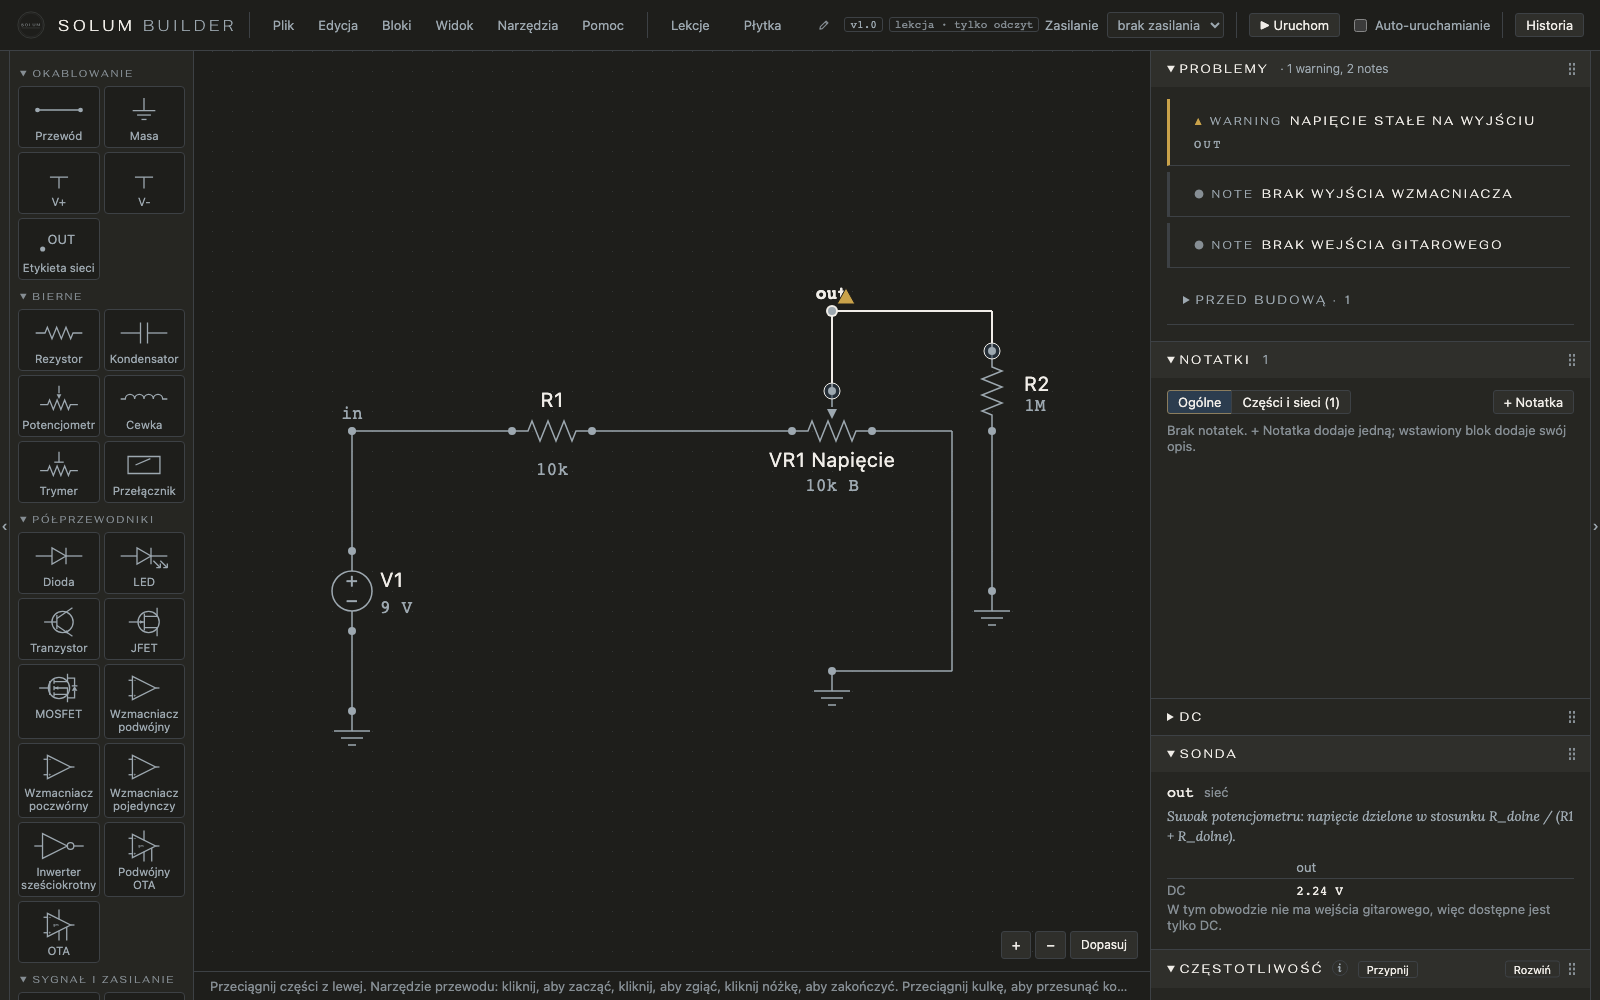 SOLUM BUILDER
Plik
Edycja
Bloki
Widok
Narzędzia
Pomoc
Lekcje
Płytka
v1.0
lekcja · tylko odczyt
Zasilanie
brak zasilania
Uruchom
Auto-uruchamianie
Historia
OKABLOWANIE
Przewód
Masa
V+
V-
OUT
Etykieta sieci
BIERNE
Rezystor
Kondensator
Potencjometr
Cewka
Trymer
Przełącznik
PÓŁPRZEWODNIKI
Dioda
LED
Tranzystor
JFET
MOSFET
Wzmacniacz podwójny
Wzmacniacz poczwórny
Wzmacniacz pojedynczy
Inwerter sześciokrotny
Podwójny OTA
OTA
SYGNAŁ I ZASILANIE
out
R2
1M
R1
10k
in
VR1 Napięcie
10k B
V1
9 V
+
−
Dopasuj
Przeciągnij części z lewej. Narzędzie przewodu: kliknij, aby zacząć, kliknij, aby zgiąć, kliknij nóżkę, aby zakończyć. Przeciągnij kulkę, aby przesunąć ko...
PROBLEMY · 1 warning, 2 notes
WARNING NAPIĘCIE STAŁE NA WYJŚCIU
OUT
NOTE BRAK WYJŚCIA WZMACNIACZA
NOTE BRAK WEJŚCIA GITAROWEGO
PRZED BUDOWĄ · 1
NOTATKI 1
Ogólne
Części i sieci (1)
+ Notatka
Brak notatek. + Notatka dodaje jedną; wstawiony blok dodaje swój
opis.
DC
SONDA
out sieć
Suwak potencjometru: napięcie dzielone w stosunku R_dolne / (R1
+ R_dolne).
out
DC 2.24 V
W tym obwodzie nie ma wejścia gitarowego, więc dostępne jest
tylko DC.
CZĘSTOTLIWOŚĆ
i
Przypnij
Rozwiń